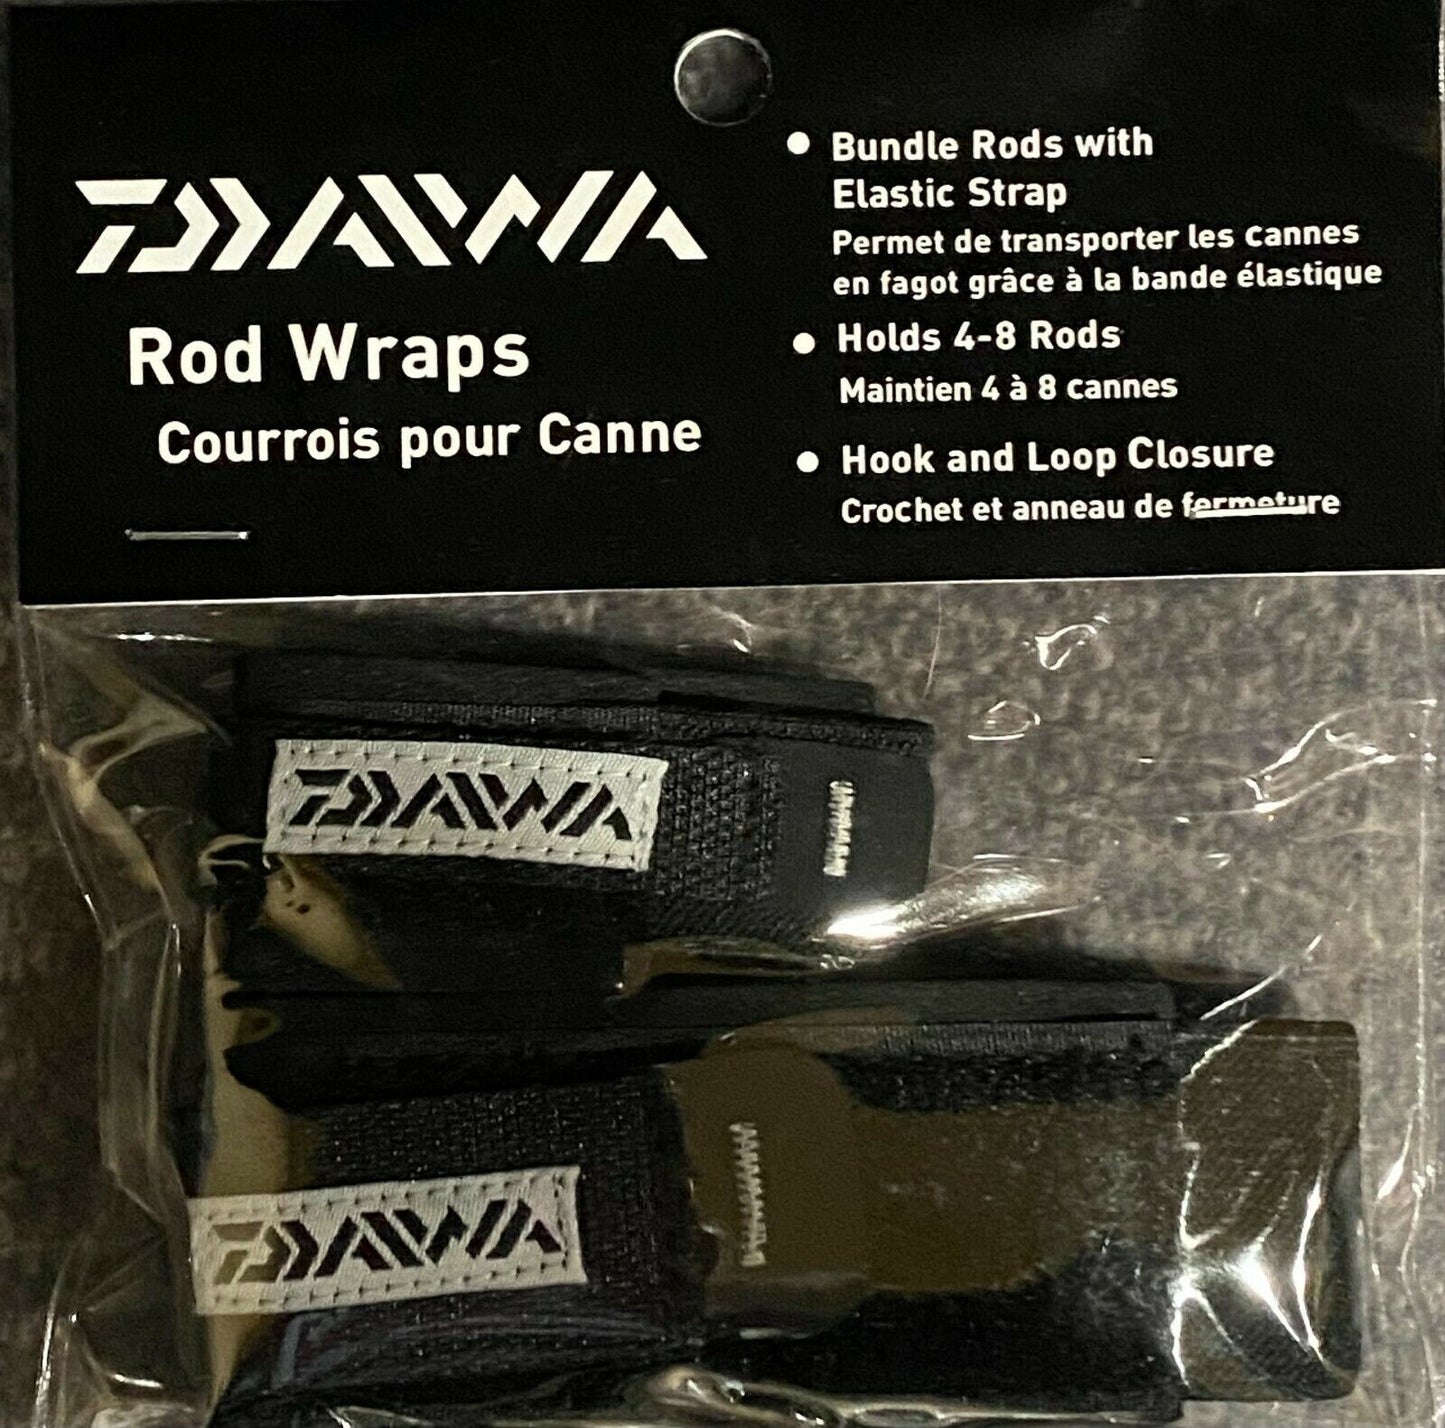 DAIWA
Rod Wraps
Courrois pour Canne
Bundle Rods with
Elastic Strap
Permet de transporter les cannes
en fagot grâce à la bande élastique
Holds 4-8 Rods
Maintien 4 à 8 cannes
Hook and Loop Closure
Crochet et anneau de fermeture
DAIWA
DAIWA